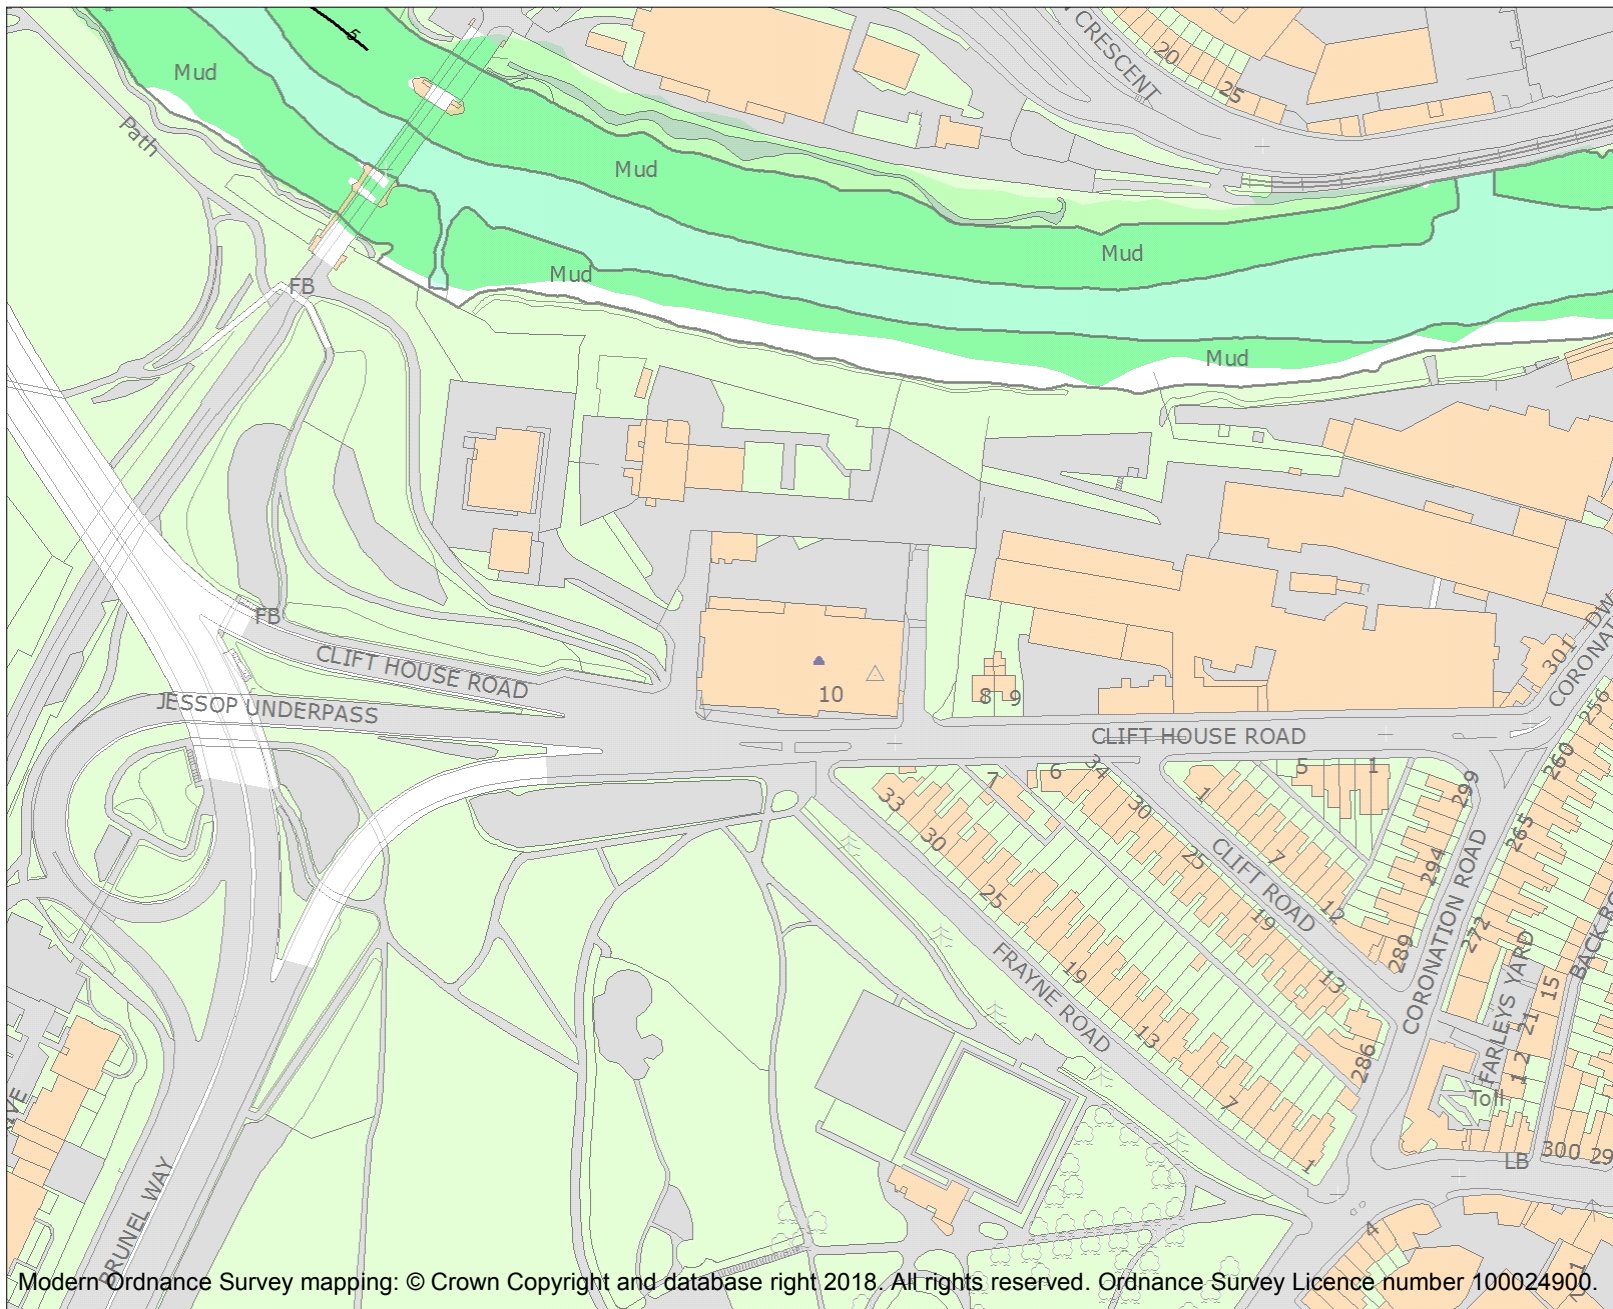 5
CRESCENT
20
25
Mud
Path
Mud
Mud
Mud
FB
Mud
FB
CLIFT HOUSE ROAD
JESSOP UNDERPASS
10
8
9
301
CLIFT HOUSE ROAD
256
260
33
30
25
7
6
34
30
25
19
13
1
7
12
CLIFT ROAD
5
1
299
294
289
265
272
CORONATION ROAD
FRAYNE ROAD
19
13
7
1
286
FARLEYS YARD
15
21
12
Toll
LB
300
29
4
BRUNEL WAY
Modern Ordnance Survey mapping: © Crown Copyright and database right 2018. All rights reserved. Ordnance Survey Licence number 100024900.